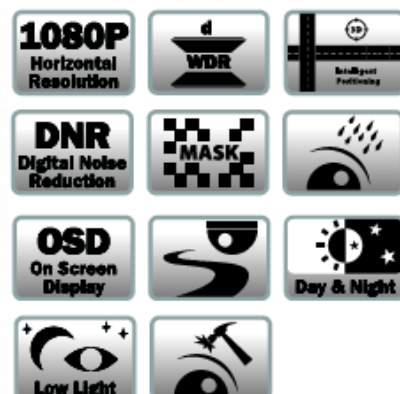 1080P
Horizontal
Resolution
d
WDR
3D
Intelligent
Positioning
DNR
Digital Noise
Reduction
MASK
OSD
On Screen
Display
Day & Night
Low Light